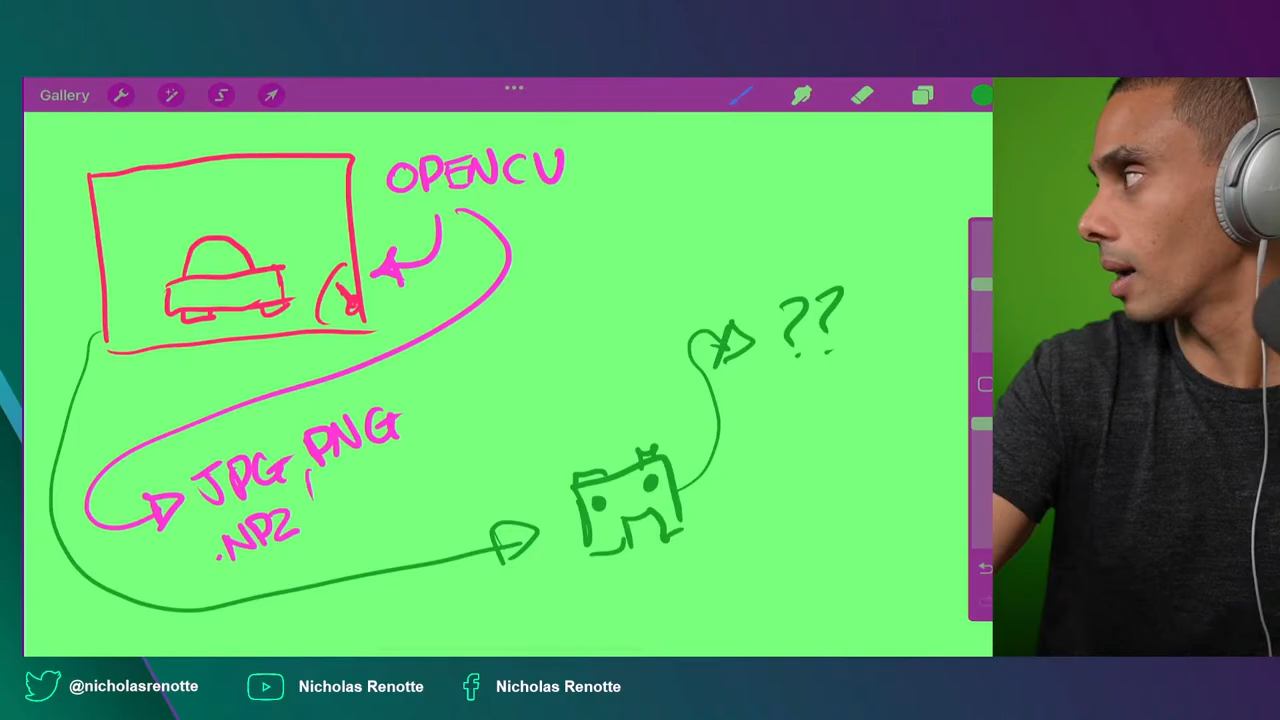 Gallery
OPENCV
??
JPG, PNG
.NPZ
@nicholasrenotte
Nicholas Renotte
Nicholas Renotte